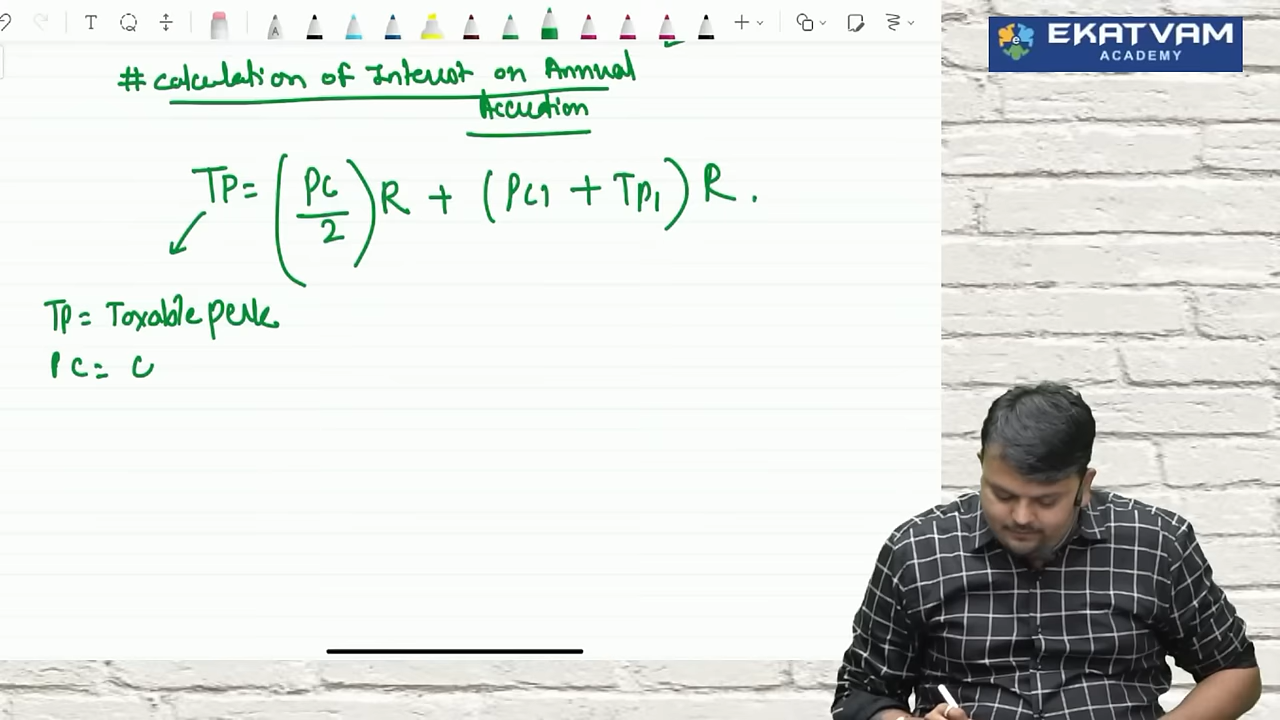 EKATVAM
ACADEMY
# Calculation of Interest on Annual
Accretion
TP = (PC/2)R + (PC1 + TP1)R.
TP = Taxable perk
PC = C